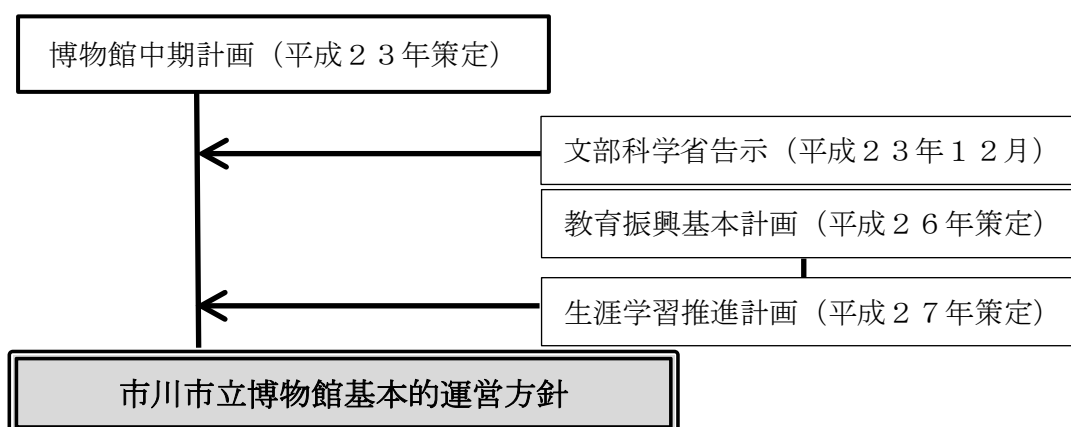 博物館中期計画（平成２３年策定）
文部科学省告示（平成２３年１２月）
教育振興基本計画（平成２６年策定）
生涯学習推進計画（平成２７年策定）
市川市立博物館基本的運営方針